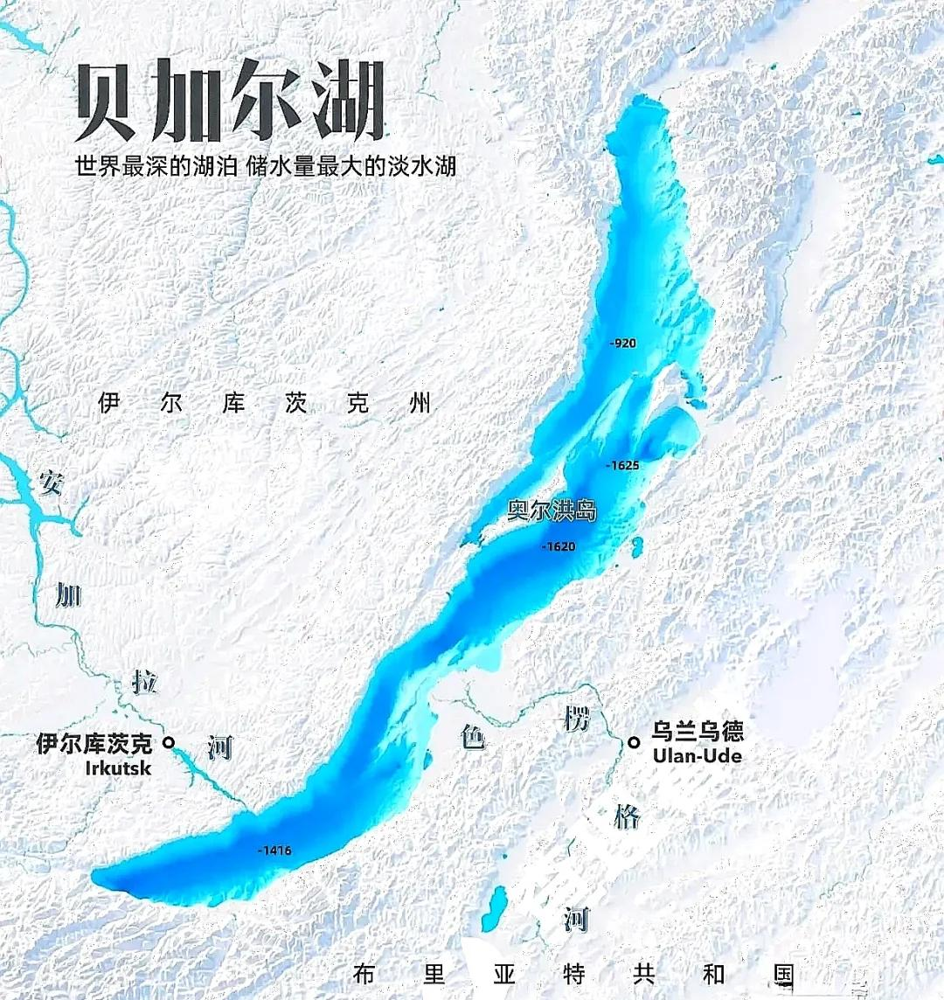 贝加尔湖
世界最深的湖泊 储水量最大的淡水湖
-920
伊尔库茨克州
-1625
奥尔洪岛
-1620
安加拉河
色楞格河
伊尔库茨克
Irkutsk
乌兰乌德
Ulan-Ude
-1416
布里亚特共和国